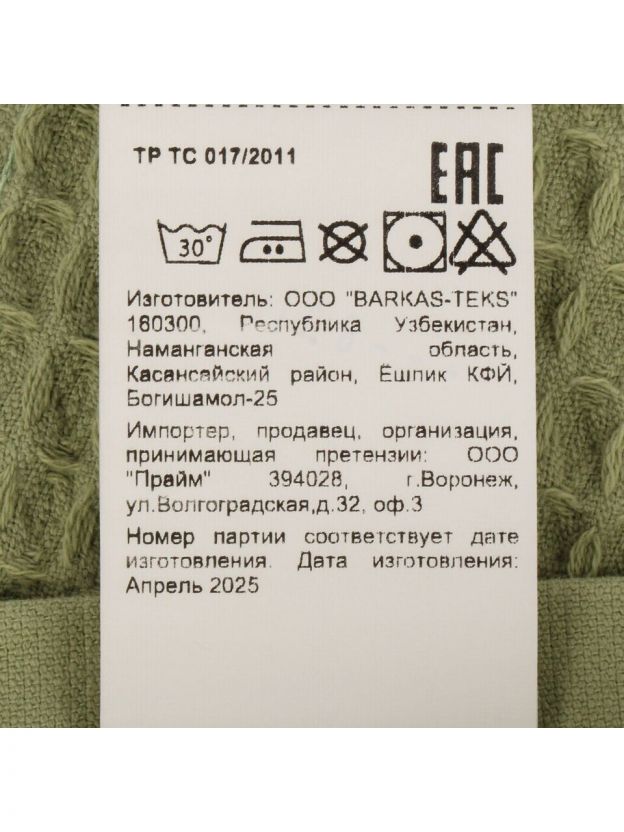 ТР ТС 017/2011
EAC
30°
Изготовитель: ООО "BARKAS-TEKS"
160300, Республика Узбекистан,
Наманганская область,
Касансайский район, Ёшлик КФЙ,
Богишамол-25
Импортер, продавец, организация,
принимающая претензии: ООО
"Прайм" 394028, г.Воронеж,
ул.Волгоградская,д.32, оф.3
Номер партии соответствует дате
изготовления. Дата изготовления:
Апрель 2025